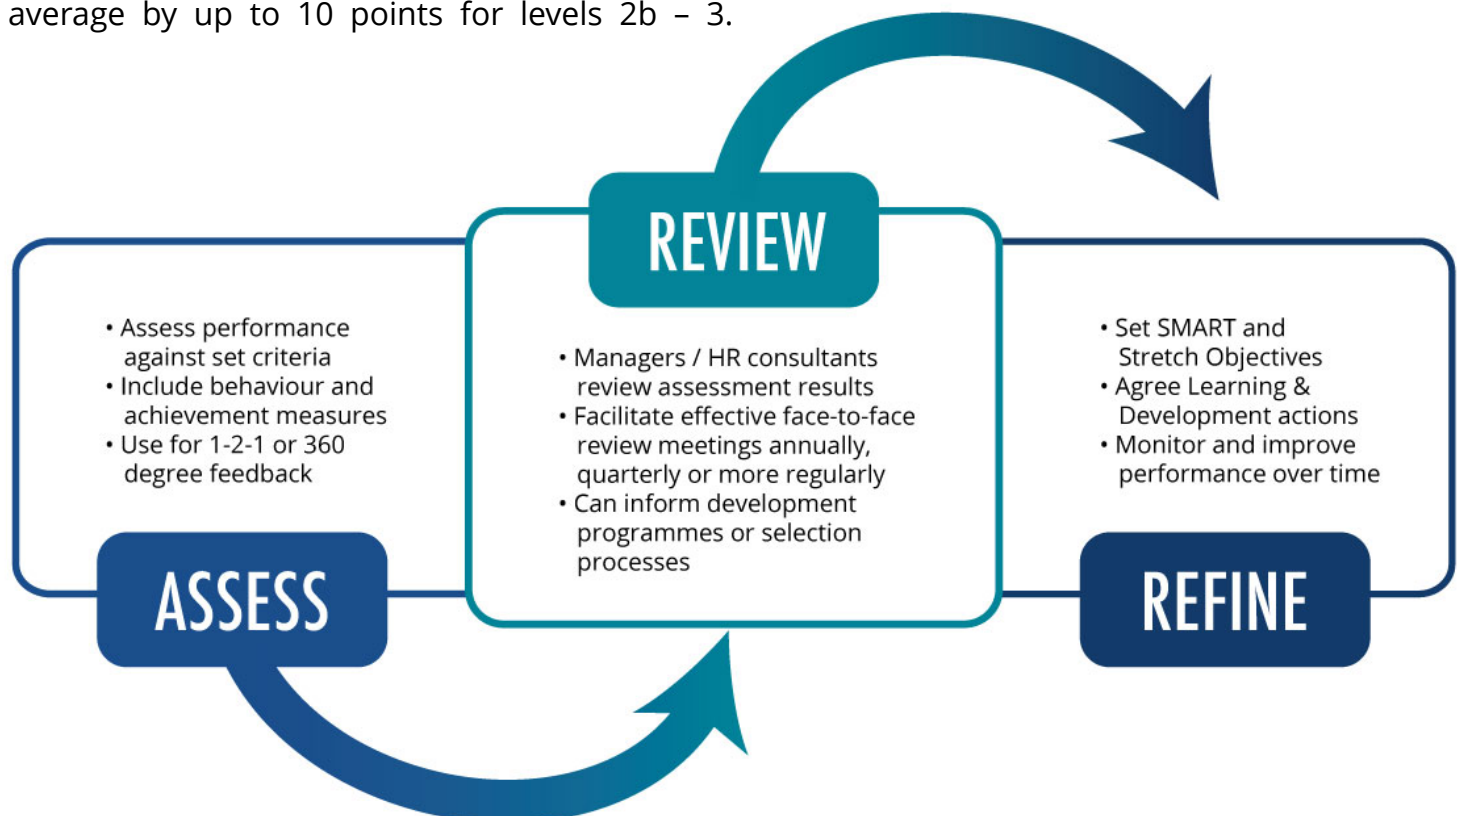 average by up to 10 points for levels 2b – 3.
• Assess performance
against set criteria
• Include behaviour and
achievement measures
• Use for 1-2-1 or 360
degree feedback
ASSESS
REVIEW
• Managers / HR consultants
review assessment results
• Facilitate effective face-to-face
review meetings annually,
quarterly or more regularly
• Can inform development
programmes or selection
processes
• Set SMART and
Stretch Objectives
• Agree Learning &
Development actions
• Monitor and improve
performance over time
REFINE